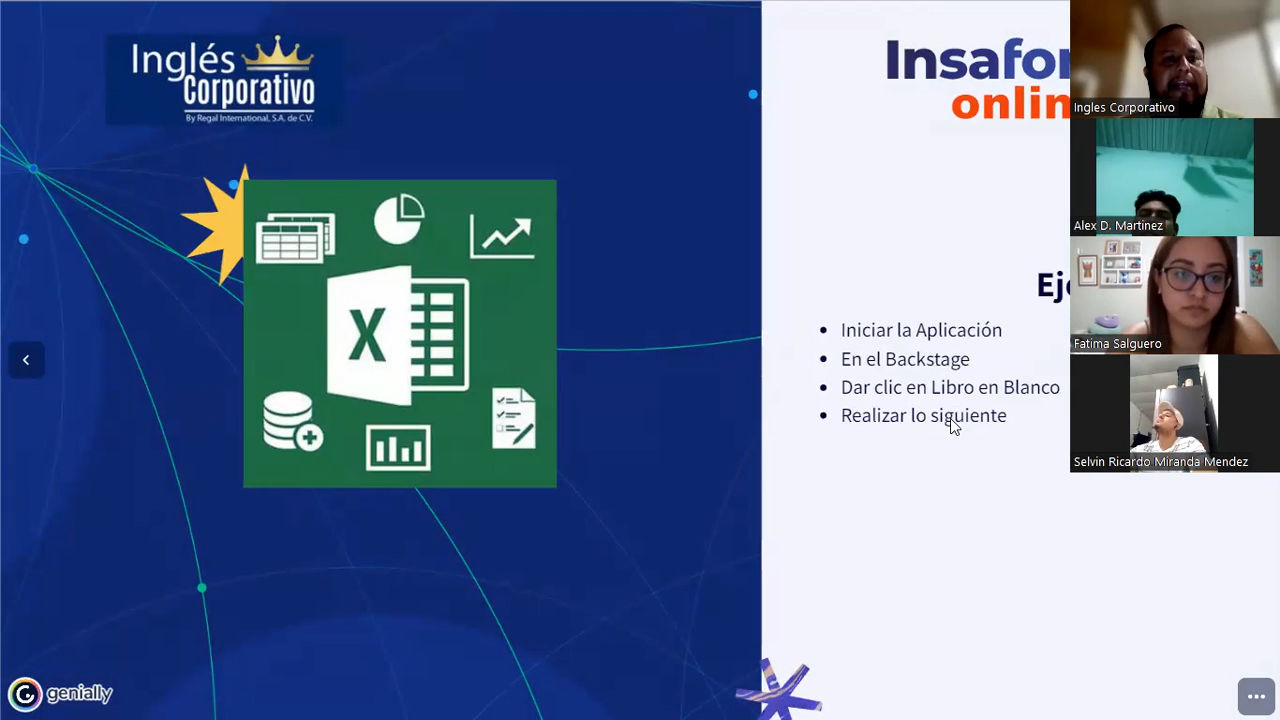 Inglés
Corporativo
By Regal International, S.A. de C.V.
Insafor
onlin
Eje
• Iniciar la Aplicación
• En el Backstage
• Dar clic en Libro en Blanco
• Realizar lo siguiente
X
genially
Ingles Corporativo
Alex D. Martinez
Fatima Salguero
Selvin Ricardo Miranda Mendez